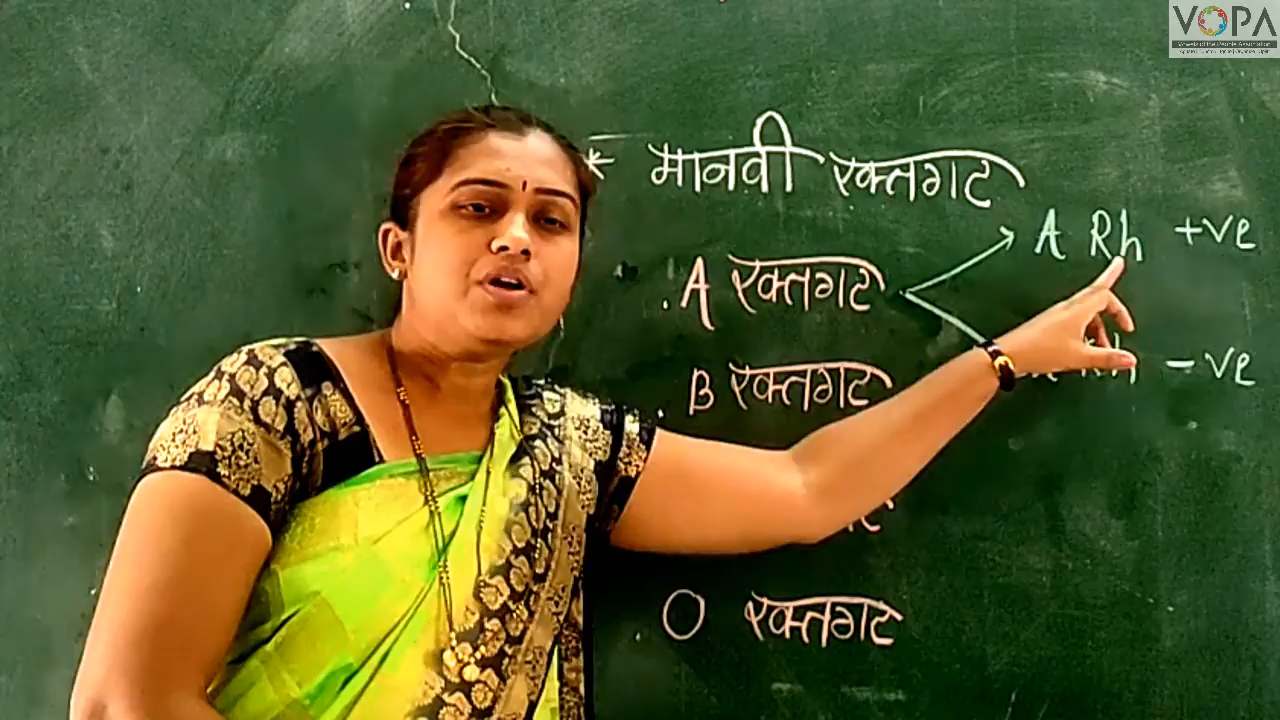 VOPA
* मानवी रक्तगट
A रक्तगट
A Rh +ve
B रक्तगट
Rh -ve
O रक्तगट